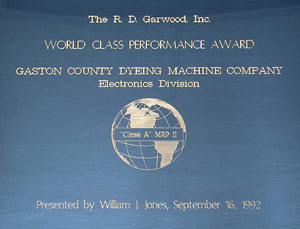 The R. D. Garwood, Inc.
WORLD CLASS PERFORMANCE AWARD
GASTON COUNTY DYEING MACHINE COMPANY
Electronics Division
"Class A" MRP II
Presented by William J. Jones, September 16, 1992